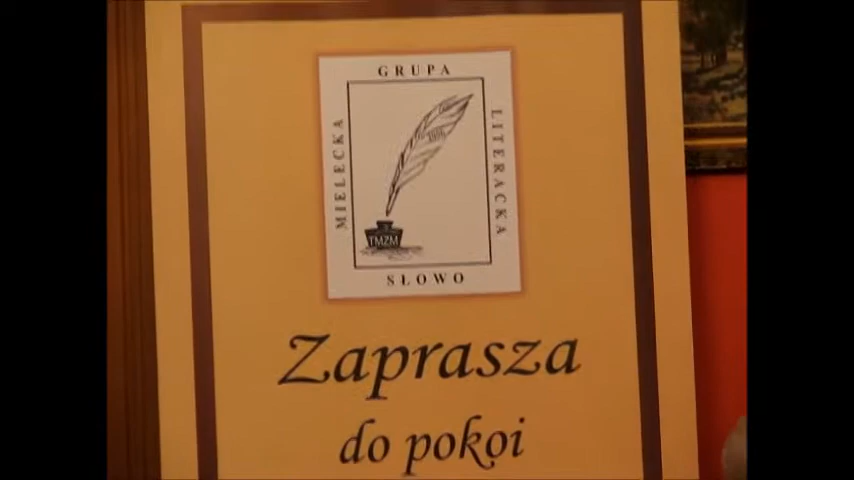 GRUPA
MIELECKA
LITERACKA
TMZM
SŁOWO
Zaprasza
do pokoi